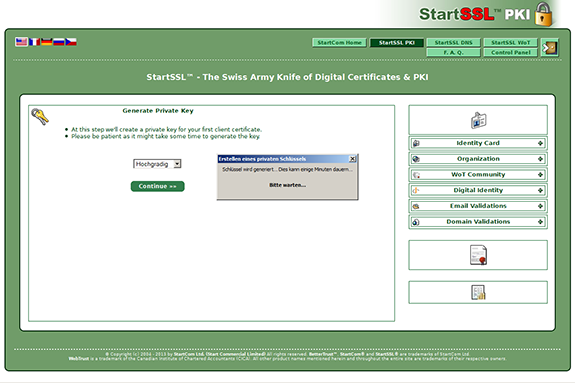 StartSSL™ PKI
StartCom Home
StartSSL PKI
StartSSL DNS
StartSSL WoT
F. A. Q.
Control Panel
StartSSL™ - The Swiss Army Knife of Digital Certificates & PKI
Generate Private Key
At this step we'll create a private key for your first client certificate.
Please be patient as it might take some time to generate the key.
Hochgradig
Continue »»
Erstellen eines privaten Schlüssels
Schlüssel wird generiert... Dies kann einige Minuten dauern...
Bitte warten...
Identity Card
Organization
WoT Community
Digital Identity
Email Validations
Domain Validations
© Copyright (c) 2004 - 2013 by StartCom Ltd. (Start Commercial Limited) All rights reserved. BetterTrust™, StartCom® and StartSSL® are trademarks of StartCom Ltd.
WebTrust is a trademark of the Canadian Institute of Chartered Accountants (CICA). All other product names mentioned herein and throughout the entire site are trademarks of their respective owners.